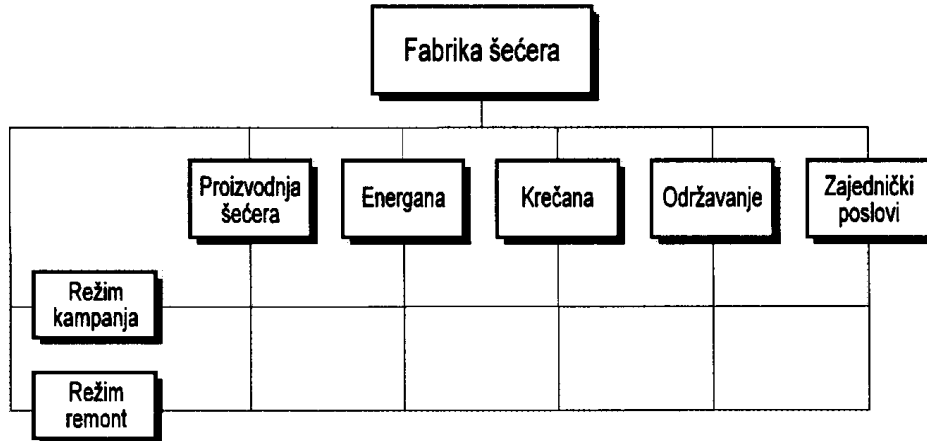 Fabrika šećera
Proizvodnja
šećera
Energana
Krečana
Održavanje
Zajednički
poslovi
Režim
kampanja
Režim
remont